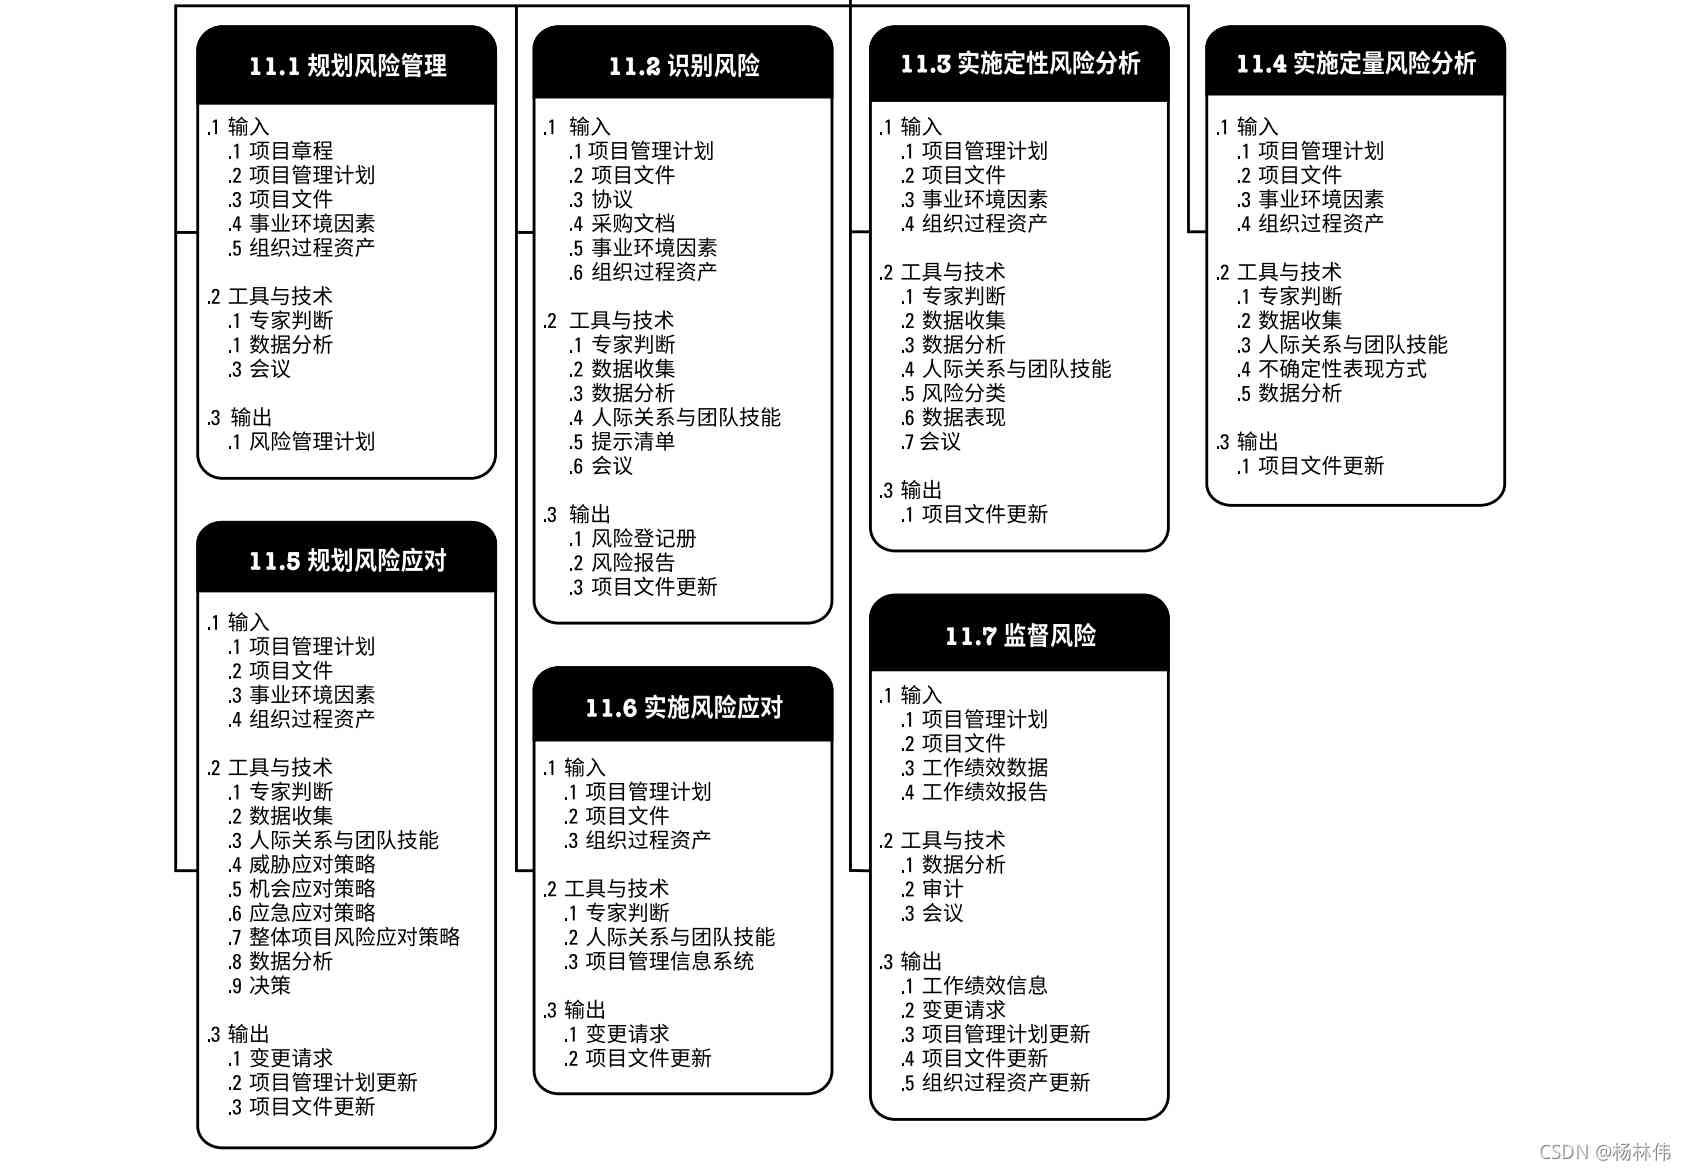 11.1 规划风险管理
.1 输入
.1 项目章程
.2 项目管理计划
.3 项目文件
.4 事业环境因素
.5 组织过程资产
.2 工具与技术
.1 专家判断
.1 数据分析
.3 会议
.3 输出
.1 风险管理计划
11.2 识别风险
.1 输入
.1 项目管理计划
.2 项目文件
.3 协议
.4 采购文档
.5 事业环境因素
.6 组织过程资产
.2 工具与技术
.1 专家判断
.2 数据收集
.3 数据分析
.4 人际关系与团队技能
.5 提示清单
.6 会议
.3 输出
.1 风险登记册
.2 风险报告
.3 项目文件更新
11.3 实施定性风险分析
.1 输入
.1 项目管理计划
.2 项目文件
.3 事业环境因素
.4 组织过程资产
.2 工具与技术
.1 专家判断
.2 数据收集
.3 数据分析
.4 人际关系与团队技能
.5 风险分类
.6 数据表现
.7 会议
.3 输出
.1 项目文件更新
11.4 实施定量风险分析
.1 输入
.1 项目管理计划
.2 项目文件
.3 事业环境因素
.4 组织过程资产
.2 工具与技术
.1 专家判断
.2 数据收集
.3 人际关系与团队技能
.4 不确定性表现方式
.5 数据分析
.3 输出
.1 项目文件更新
11.5 规划风险应对
.1 输入
.1 项目管理计划
.2 项目文件
.3 事业环境因素
.4 组织过程资产
.2 工具与技术
.1 专家判断
.2 数据收集
.3 人际关系与团队技能
.4 威胁应对策略
.5 机会应对策略
.6 应急应对策略
.7 整体项目风险应对策略
.8 数据分析
.9 决策
.3 输出
.1 变更请求
.2 项目管理计划更新
.3 项目文件更新
11.6 实施风险应对
.1 输入
.1 项目管理计划
.2 项目文件
.3 组织过程资产
.2 工具与技术
.1 专家判断
.2 人际关系与团队技能
.3 项目管理信息系统
.3 输出
.1 变更请求
.2 项目文件更新
11.7 监督风险
.1 输入
.1 项目管理计划
.2 项目文件
.3 工作绩效数据
.4 工作绩效报告
.2 工具与技术
.1 数据分析
.2 审计
.3 会议
.3 输出
.1 工作绩效信息
.2 变更请求
.3 项目管理计划更新
.4 项目文件更新
.5 组织过程资产更新
CSDN @杨林伟